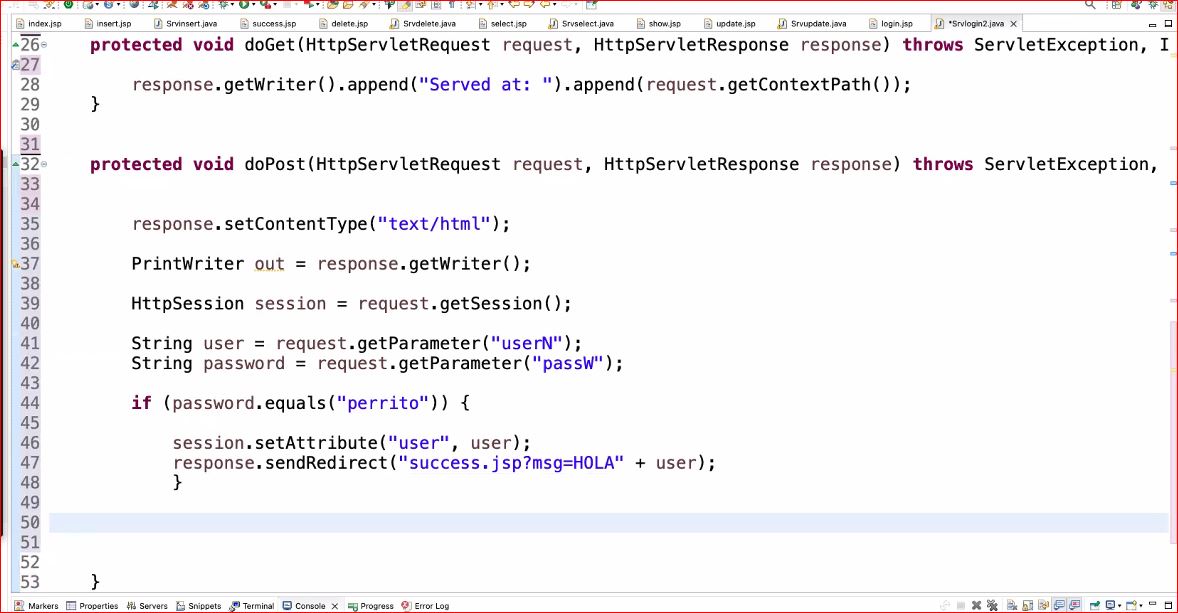 index.jsp insert.jsp Srvinsert.java success.jsp delete.jsp Srvdelete.java select.jsp Srvselect.java show.jsp update.jsp Srvupdate.java login.jsp *Srvlogin2.java
26 protected void doGet(HttpServletRequest request, HttpServletResponse response) throws ServletException, I
27
28 response.getWriter().append("Served at: ").append(request.getContextPath());
29 }
30
31
32 protected void doPost(HttpServletRequest request, HttpServletResponse response) throws ServletException,
33
34
35 response.setContentType("text/html");
36
37 PrintWriter out = response.getWriter();
38
39 HttpSession session = request.getSession();
40
41 String user = request.getParameter("userN");
42 String password = request.getParameter("passW");
43
44 if (password.equals("perrito")) {
45
46 session.setAttribute("user", user);
47 response.sendRedirect("success.jsp?msg=HOLA" + user);
48 }
49
50
51
52
53 }
Markers Properties Servers Snippets Terminal Console Progress Error Log